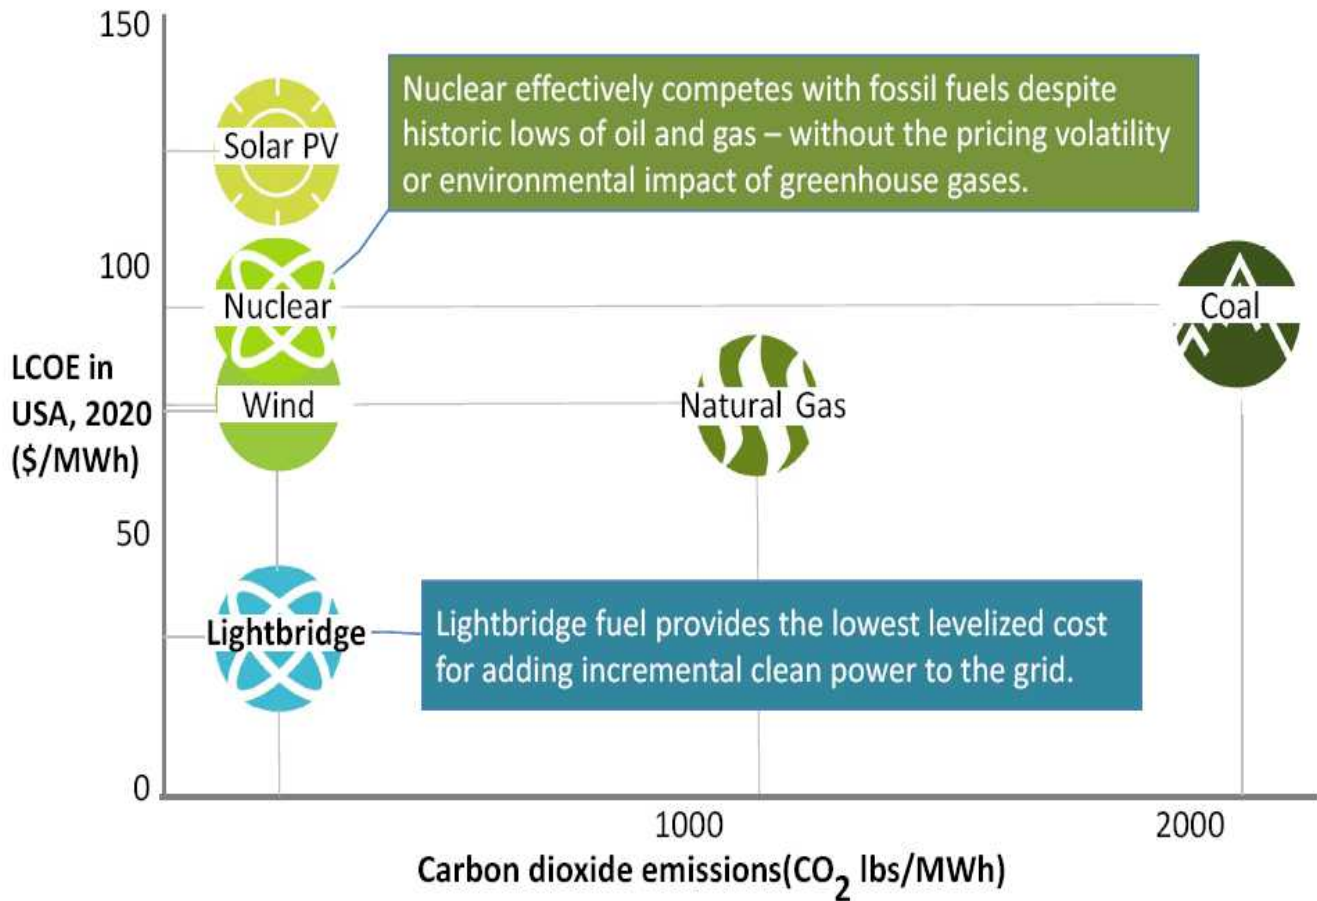 150
Nuclear effectively competes with fossil fuels despite
historic lows of oil and gas – without the pricing volatility
or environmental impact of greenhouse gases.
Solar PV
100
Nuclear
Coal
LCOE in
USA, 2020
($/MWh)
Wind
Natural Gas
50
Lightbridge
Lightbridge fuel provides the lowest levelized cost
for adding incremental clean power to the grid.
0
1000
2000
Carbon dioxide emissions(CO₂ lbs/MWh)